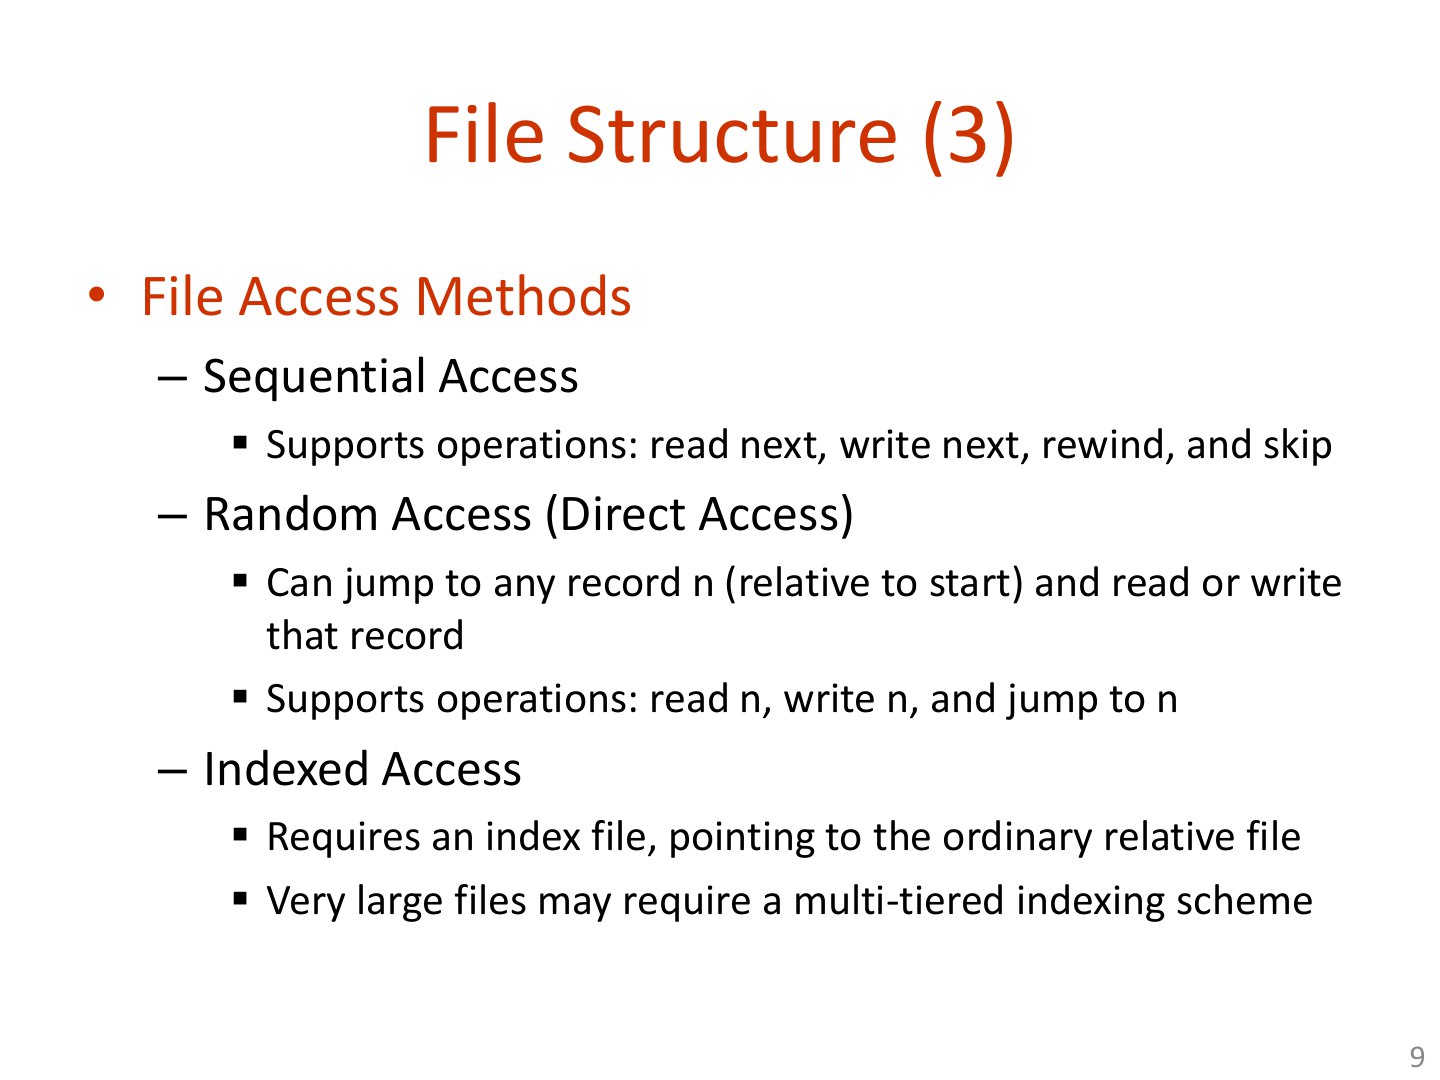 File Structure (3)
• File Access Methods
– Sequential Access
▪ Supports operations: read next, write next, rewind, and skip
– Random Access (Direct Access)
▪ Can jump to any record n (relative to start) and read or write
that record
▪ Supports operations: read n, write n, and jump to n
– Indexed Access
▪ Requires an index file, pointing to the ordinary relative file
▪ Very large files may require a multi-tiered indexing scheme
9